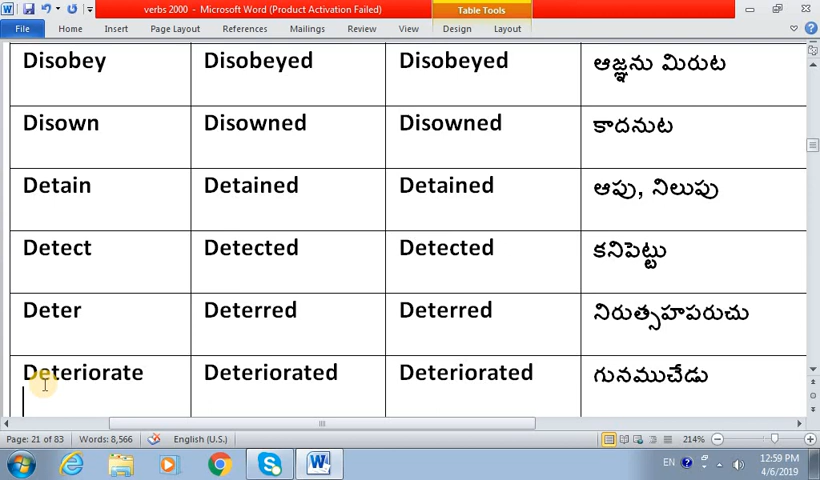 verbs 2000 - Microsoft Word (Product Activation Failed)
Table Tools
File Home Page Layout References Mailings Review View Design Layout
Disobey Disobeyed Disobeyed ఆజ్ఞను మిరుట
Disown Disowned Disowned కాదనుట
Detain Detained Detained ఆపు, నిలుపు
Detect Detected Detected కనిపెట్టు
Deter Deterred Deterred నిరుత్సహపరుచు
Deteriorate Deteriorated Deteriorated గునముచేడు
Page: 21 of 83 Words: 8,566 English (U.S.) 214%
EN 12:59 PM
4/6/2019